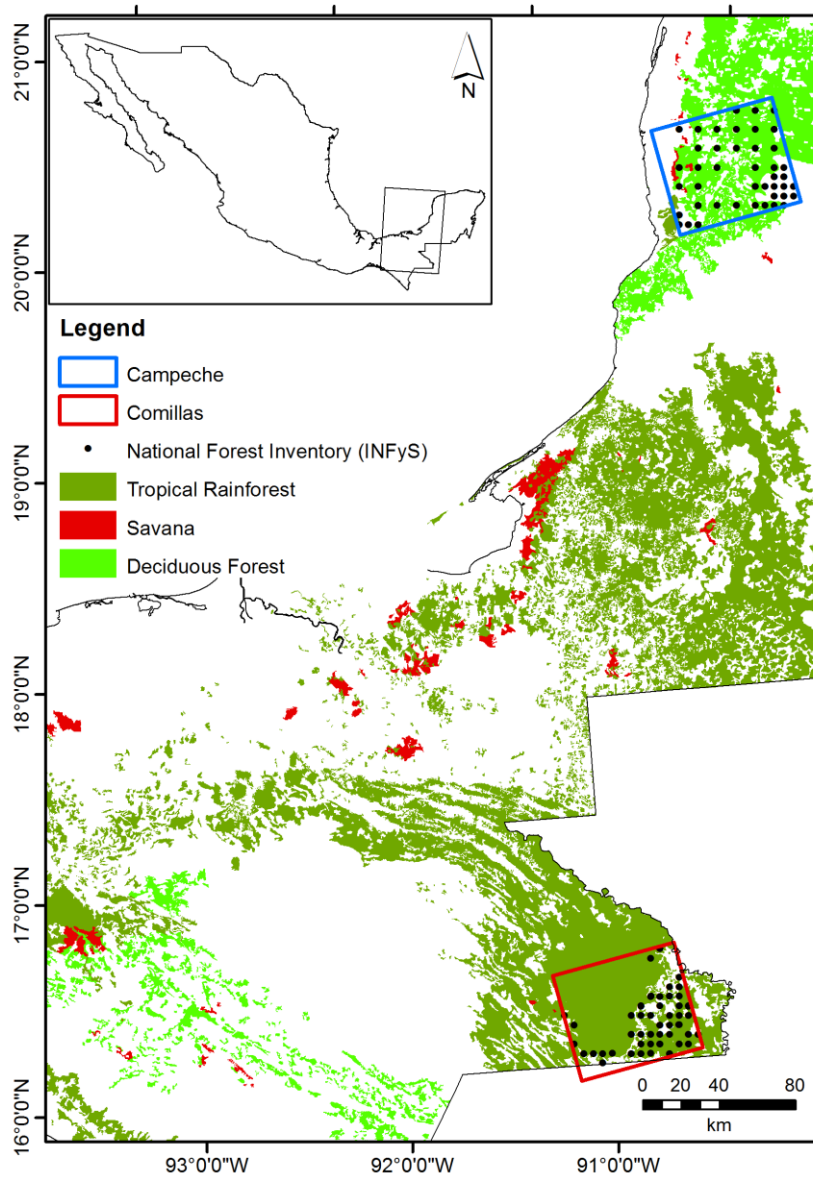 N
Legend
Campeche
Comillas
National Forest Inventory (INFyS)
Tropical Rainforest
Savana
Deciduous Forest
21°0'0"N
20°0'0"N
19°0'0"N
18°0'0"N
17°0'0"N
16°0'0"N
0 20 40 80
km
93°0'0"W
92°0'0"W
91°0'0"W